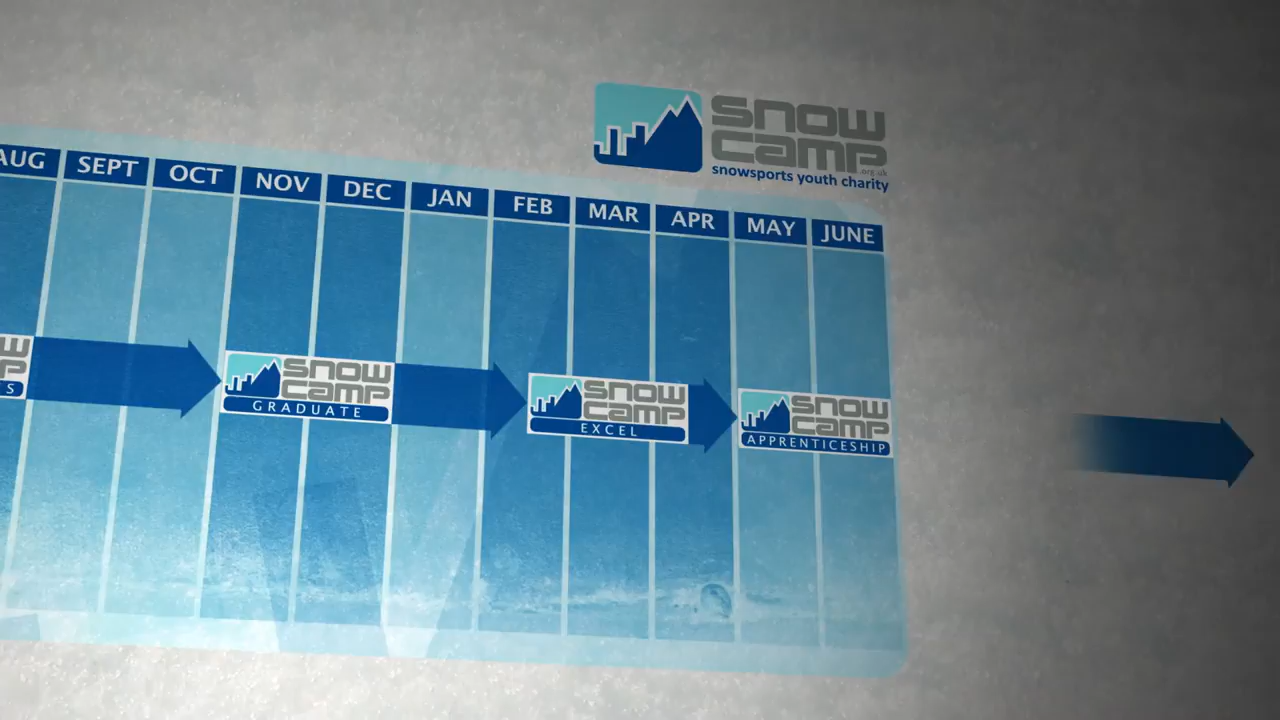 SNOW
CAMP
.org.uk
snowsports youth charity
AUG SEPT OCT NOV DEC JAN FEB MAR APR MAY JUNE
SNOW
CAMP
GRADUATE
SNOW
CAMP
EXCEL
SNOW
CAMP
APPRENTICESHIP